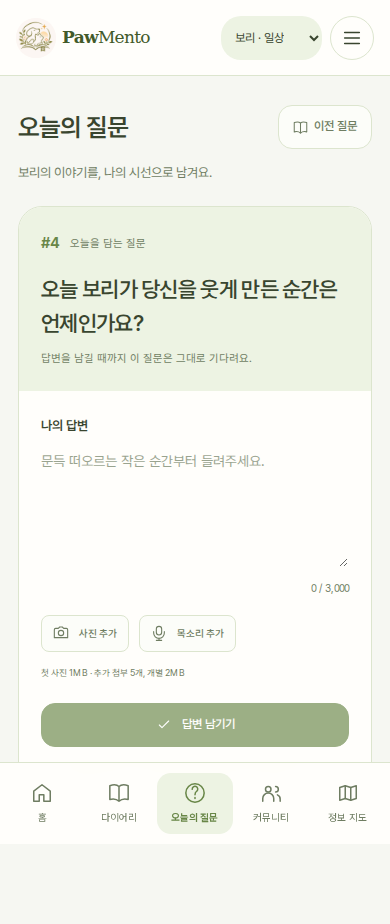 PawMento
보리 · 일상
오늘의 질문
이전 질문
보리의 이야기를, 나의 시선으로 남겨요.
#4 오늘을 담는 질문
오늘 보리가 당신을 웃게 만든 순간은
언제인가요?
답변을 남길 때까지 이 질문은 그대로 기다려요.
나의 답변
문득 떠오르는 작은 순간부터 들려주세요.
0 / 3,000
사진 추가
목소리 추가
첫 사진 1MB · 추가 첨부 5개, 개별 2MB
답변 남기기
홈
다이어리
오늘의 질문
커뮤니티
정보 지도